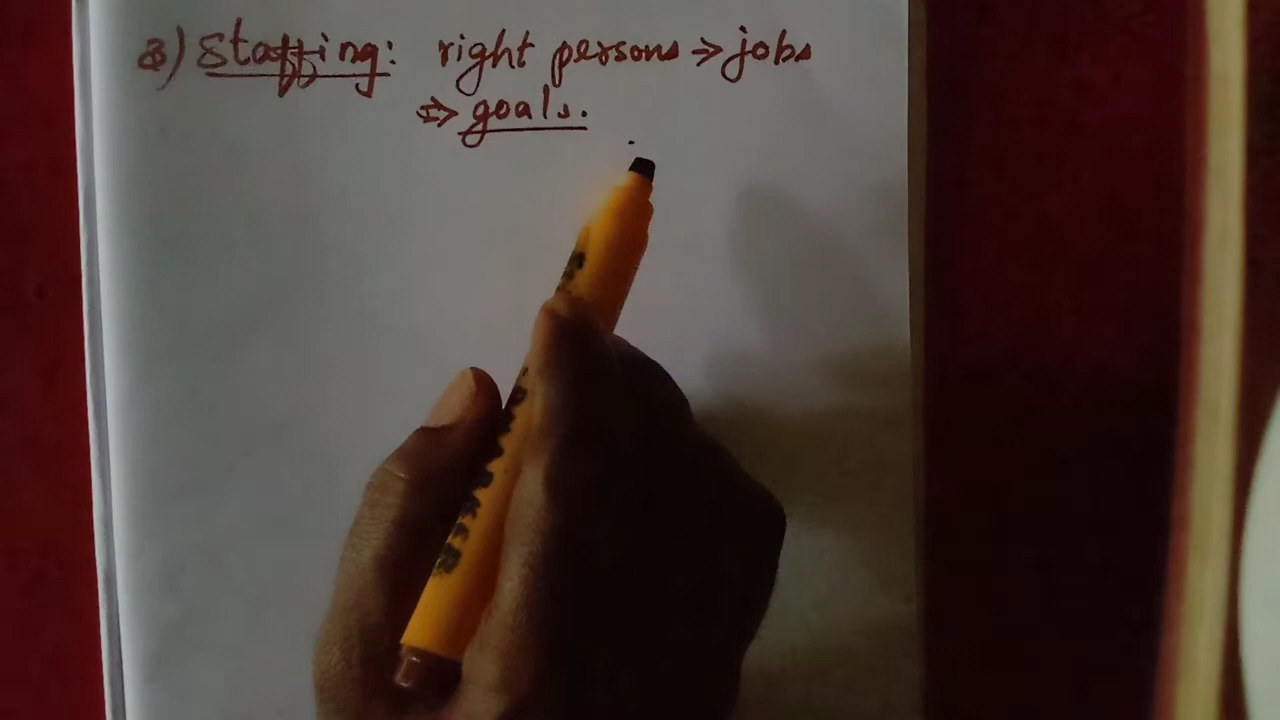 3) Staffing: right persons → jobs
⇒ goals.